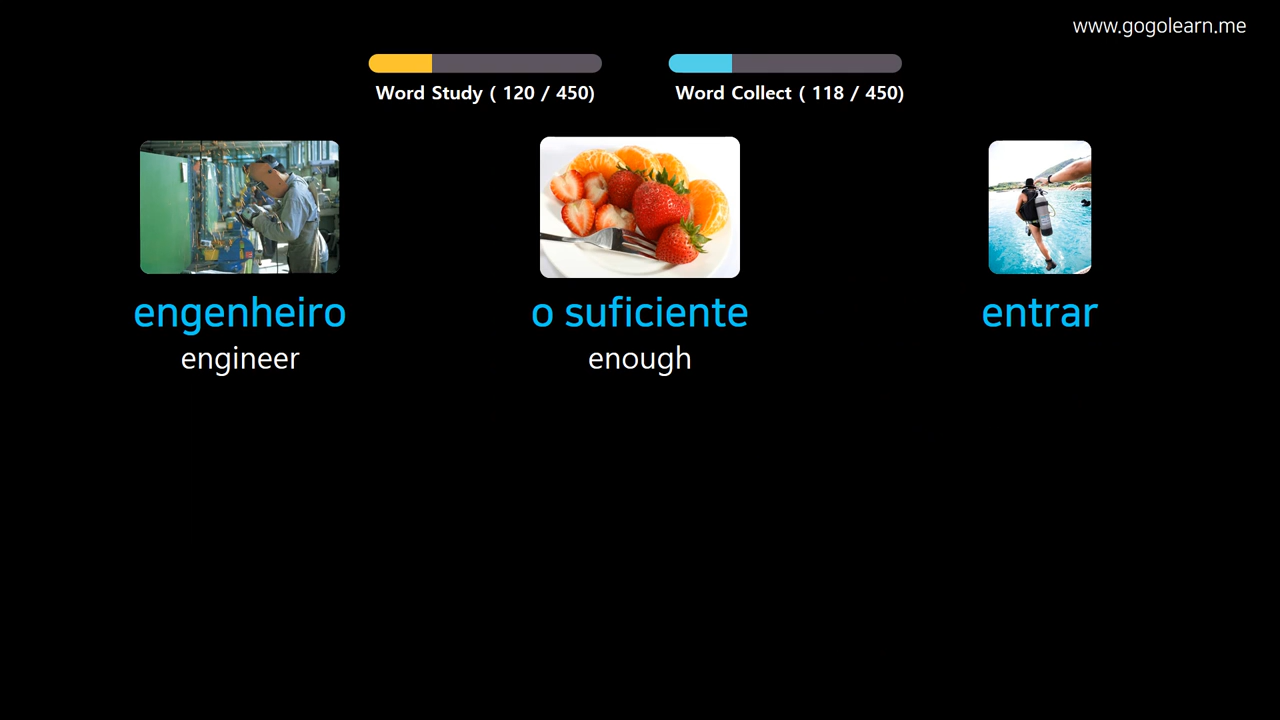 www.gogolearn.me
Word Study ( 120 / 450)
Word Collect ( 118 / 450)
engenheiro
engineer
o suficiente
enough
entrar